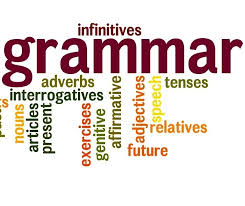 infinitives
grammar
adverbs
tenses
interrogatives
nouns
articles
present
exercises
genitive
affirmative
adjectives
speech
relatives
future